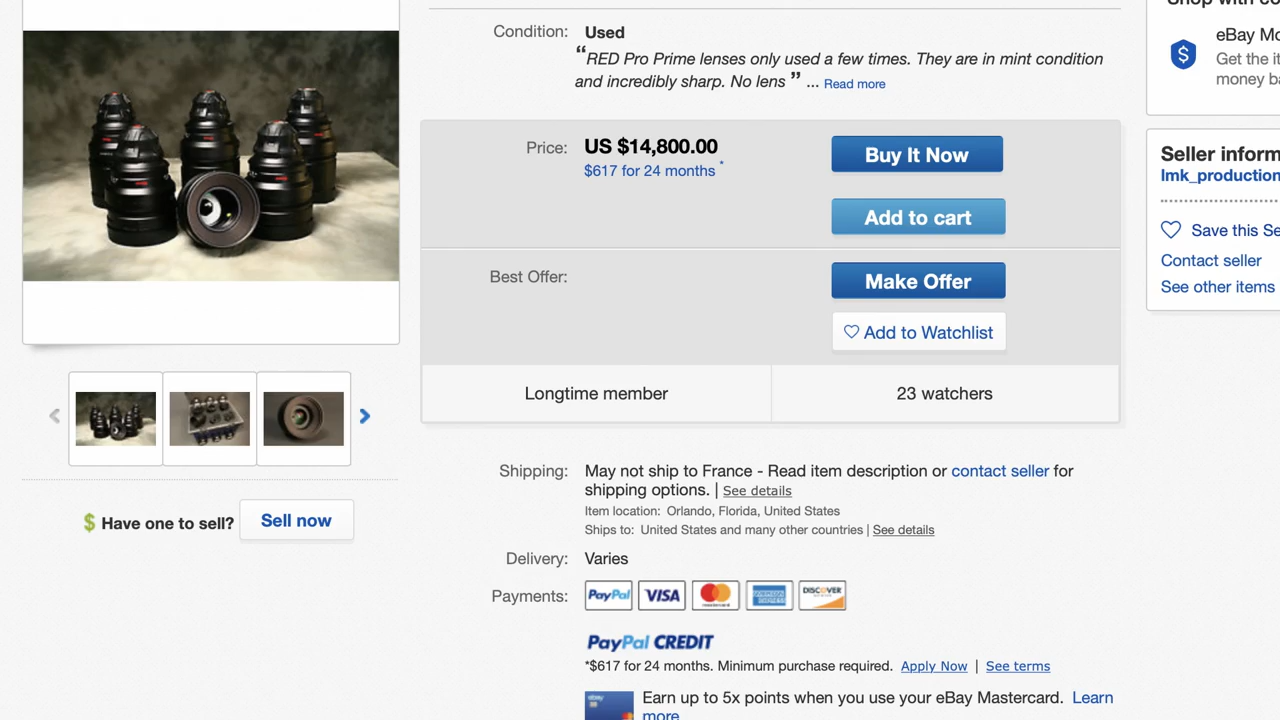 Condition: Used
“RED Pro Prime lenses only used a few times. They are in mint condition
and incredibly sharp. No lens ” ... Read more
Price: US $14,800.00
$617 for 24 months *
Buy It Now
Add to cart
Best Offer:
Make Offer
Add to Watchlist
Longtime member
23 watchers
Shipping: May not ship to France - Read item description or contact seller for
shipping options. | See details
Item location: Orlando, Florida, United States
Ships to: United States and many other countries | See details
Delivery: Varies
Payments: PayPal VISA mastercard DISCOVER
PayPal CREDIT
*$617 for 24 months. Minimum purchase required. Apply Now | See terms
ebay
Earn up to 5x points when you use your eBay Mastercard. Learn
more
$ Have one to sell? Sell now
Shop with co
eBay Mo
$
Get the it
money ba
Seller inform
lmk_production
Save this Se
Contact seller
See other items